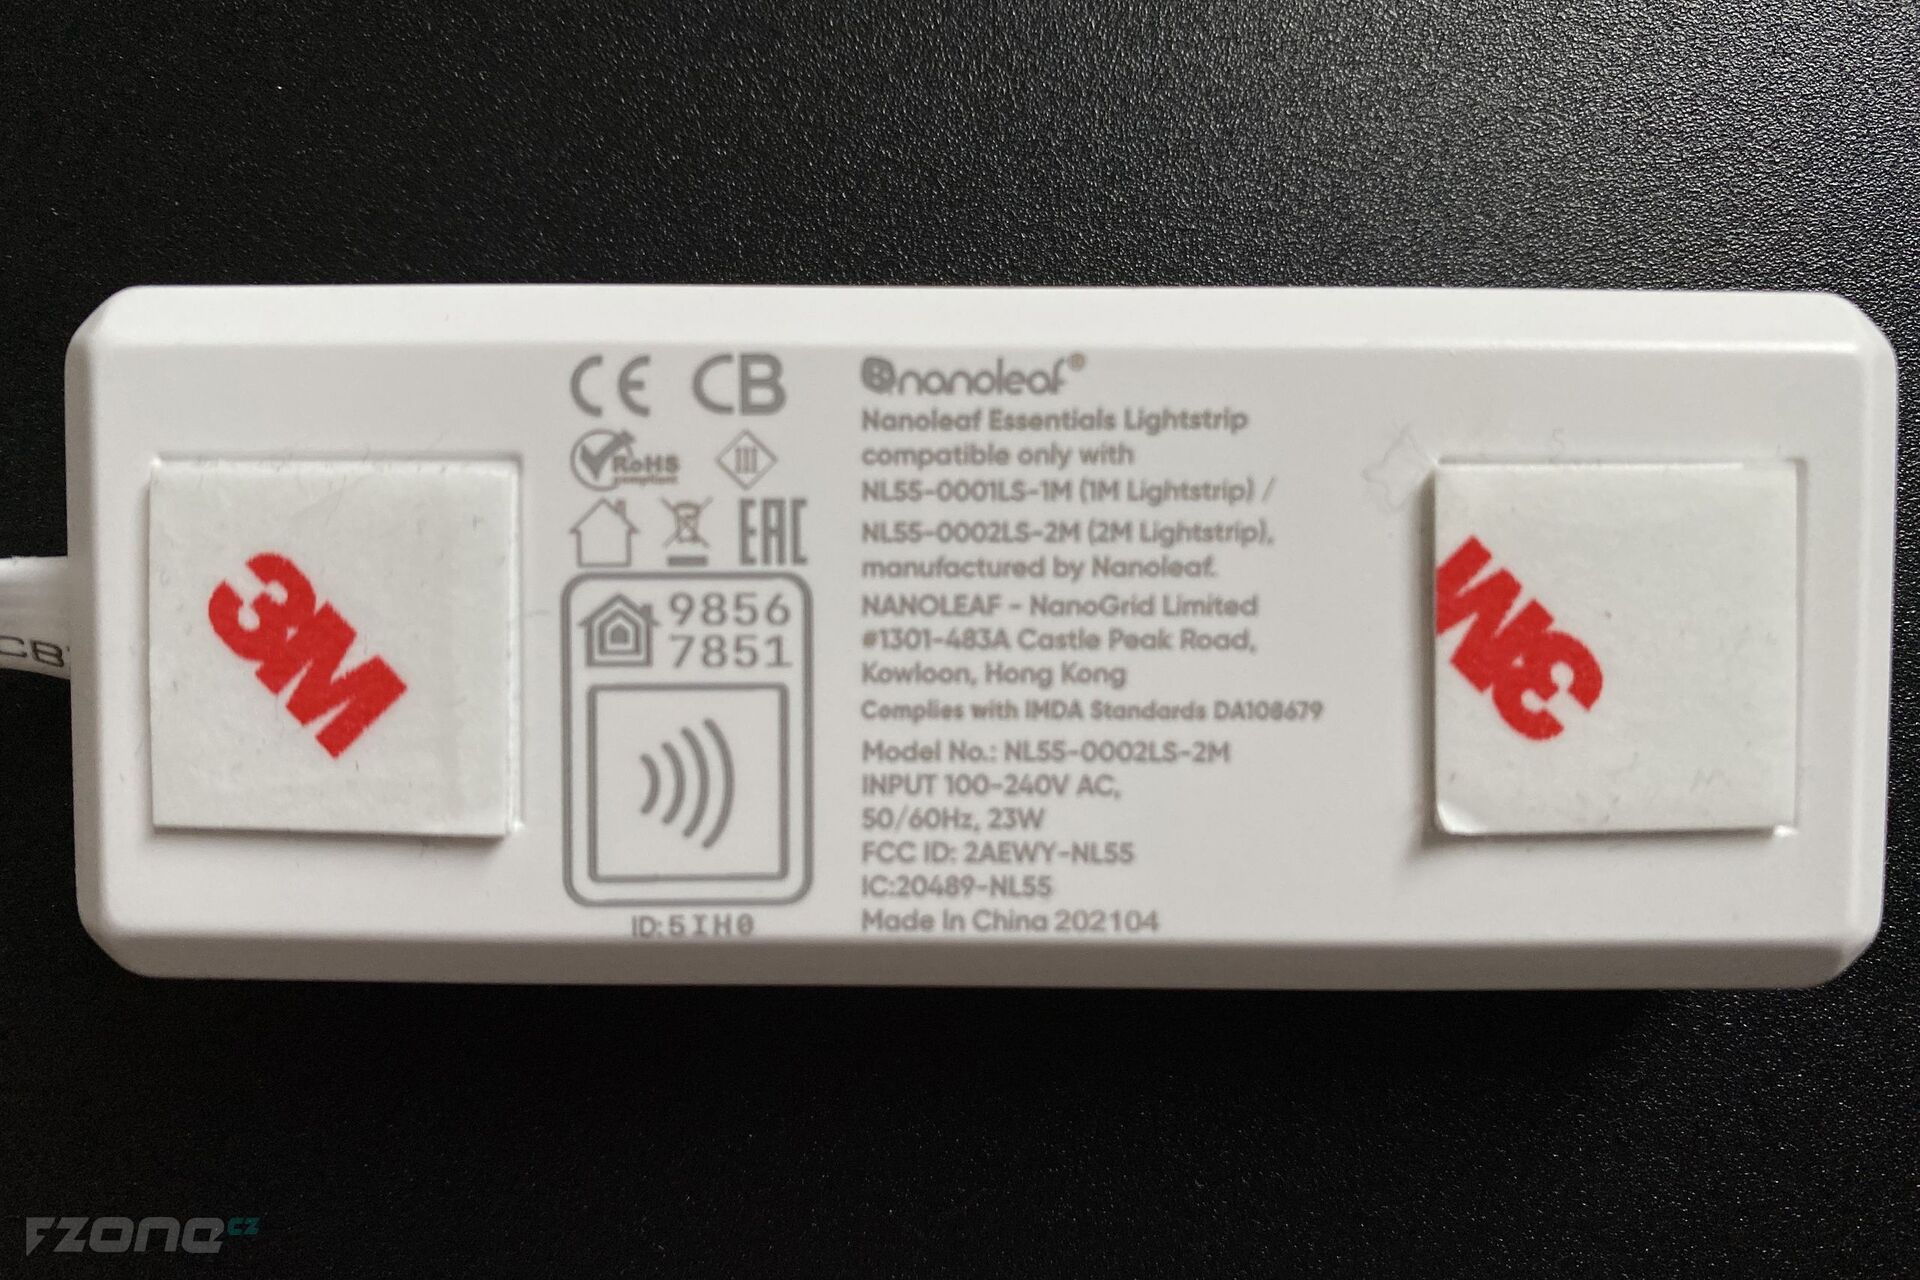 CE CB
RoHS
compliant
III
EAC
9856
7851
ID:5IH0
nanoleaf®
Nanoleaf Essentials Lightstrip
compatible only with
NL55-0001LS-1M (1M Lightstrip) /
NL55-0002LS-2M (2M Lightstrip),
manufactured by Nanoleaf.
NANOLEAF - NanoGrid Limited
#1301-483A Castle Peak Road,
Kowloon, Hong Kong
Complies with IMDA Standards DA108679
Model No.: NL55-0002LS-2M
INPUT 100-240V AC,
50/60Hz, 23W
FCC ID: 2AEWY-NL55
IC:20489-NL55
Made In China 202104
3M
3M
CB
fzone.cz